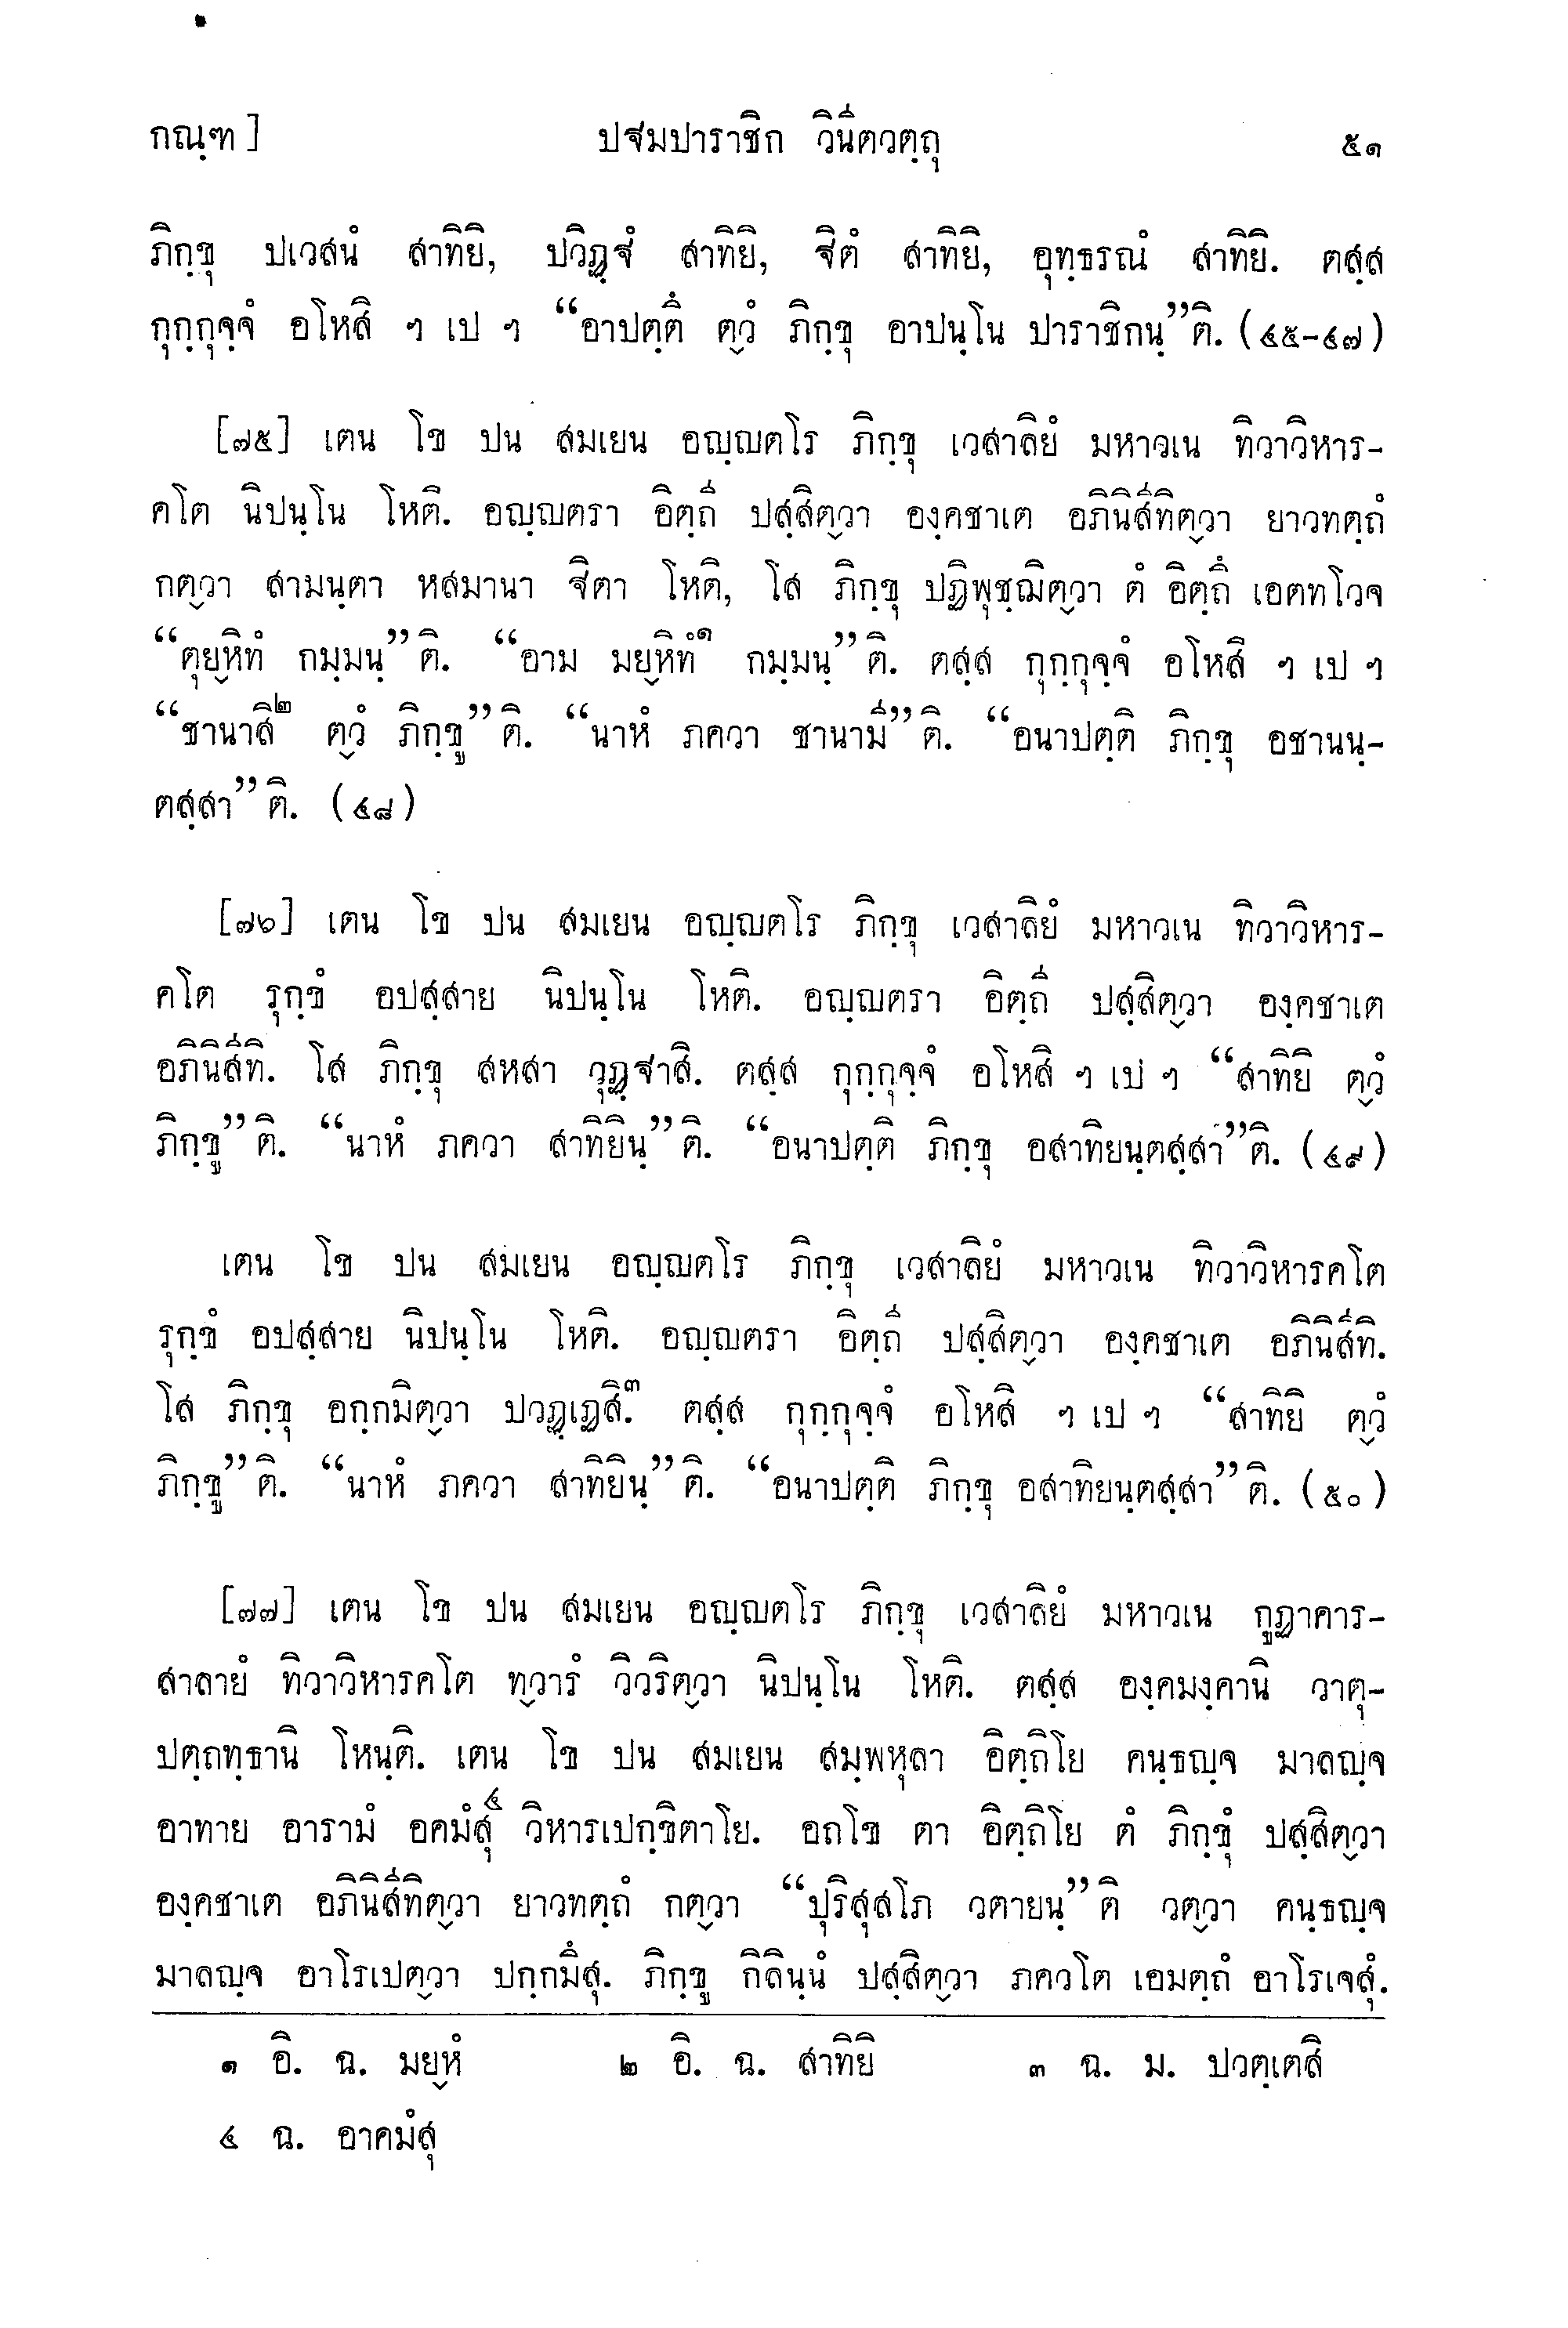 กณฺฑ ]	ปฐมปาราชิก วินีตวตฺถุ	๕๑
ภิกฺขุ ปเวสนํ สาทิยิ, ปวิฏฺฐํ สาทิยิ, ฐิตํ สาทิยิ, อุทฺธรณํ สาทิยิ. ตสฺส
กุกฺกุจฺจํ อโหสิ ฯ เป ฯ “อาปตฺตึ ตฺวํ ภิกฺขุ อาปนฺโน ปาราชิกนฺ”ติ. (๔๕-๔๗)
[๗๕] เตน โข ปน สมเยน อญฺญตโร ภิกฺขุ เวสาลิยํ มหาวเน ทิวาวิหาร-
คโต นิปนฺโน โหติ. อญฺญตรา อิตฺถี ปสฺสิตฺวา องฺคชาเต อภินิสีทิตฺวา ยาวทตฺถํ
กตฺวา สามนฺตา หสมานา ฐิตา โหติ, โส ภิกฺขุ ปฏิพุชฺฌิตฺวา ตํ อิตฺถึ เอตทโวจ
“ตุยฺหิทํ กมฺมนฺ”ติ. “อาม มยฺหิทํ๑ กมฺมนฺ”ติ. ตสฺส กุกฺกุจฺจํ อโหสิ ฯ เป ฯ
“ชานาสิ๒ ตฺวํ ภิกฺขู”ติ. “นาหํ ภควา ชานามี”ติ. “อนาปตฺติ ภิกฺขุ อชานนฺ-
ตสฺสา”ติ. (๔๘)
[๗๖] เตน โข ปน สมเยน อญฺญตโร ภิกฺขุ เวสาลิยํ มหาวเน ทิวาวิหาร-
คโต รุกฺขํ อปสฺสาย นิปนฺโน โหติ. อญฺญตรา อิตฺถี ปสฺสิตฺวา องฺคชาเต
อภินิสีทิ. โส ภิกฺขุ สหสา วุฏฺฐาสิ. ตสฺส กุกฺกุจฺจํ อโหสิ ฯ เป ฯ “สาทิยิ ตฺวํ
ภิกฺขู”ติ. “นาหํ ภควา สาทิยินฺ”ติ. “อนาปตฺติ ภิกฺขุ อสาทิยนฺตสฺสา”ติ. (๔๙)
เตน โข ปน สมเยน อญฺญตโร ภิกฺขุ เวสาลิยํ มหาวเน ทิวาวิหารคโต
รุกฺขํ อปสฺสาย นิปนฺโน โหติ. อญฺญตรา อิตฺถี ปสฺสิตฺวา องฺคชาเต อภินิสีทิ.
โส ภิกฺขุ อกฺกมิตฺวา ปวฏฺเฏสิ.๓ ตสฺส กุกฺกุจฺจํ อโหสิ ฯ เป ฯ “สาทิยิ ตฺวํ
ภิกฺขู”ติ. “นาหํ ภควา สาทิยินฺ”ติ. “อนาปตฺติ ภิกฺขุ อสาทิยนฺตสฺสา”ติ. (๕๐)
[๗๗] เตน โข ปน สมเยน อญฺญตโร ภิกฺขุ เวสาลิยํ มหาวเน กูฏาคาร-
สาลายํ ทิวาวิหารคโต ทฺวารํ วิวริตฺวา นิปนฺโน โหติ. ตสฺส องฺคมงฺคานิ วาตุ-
ปตฺถทฺธานิ โหนฺติ. เตน โข ปน สมเยน สมฺพหุลา อิตฺถิโย คนฺธญฺจ มาลญฺจ
อาทาย อารามํ อคมํสุ๔ วิหารเปกฺขิตาโย. อถโข ตา อิตฺถิโย ตํ ภิกฺขุํ ปสฺสิตฺวา
องฺคชาเต อภินิสีทิตฺวา ยาวทตฺถํ กตฺวา “ปุริสุสโภ วตายนฺ”ติ วตฺวา คนฺธญฺจ
มาลญฺจ อาโรเปตฺวา ปกฺกมึสุ. ภิกฺขู กิลินฺนํ ปสฺสิตฺวา ภควโต เอมตฺถํ อาโรเจสุํ.
๑ อิ. ฉ. มยฺหํ	๒ อิ. ฉ. สาทิยิ	๓ ฉ. ม. ปวตฺเตสิ
๔ ฉ. อาคมํสุ